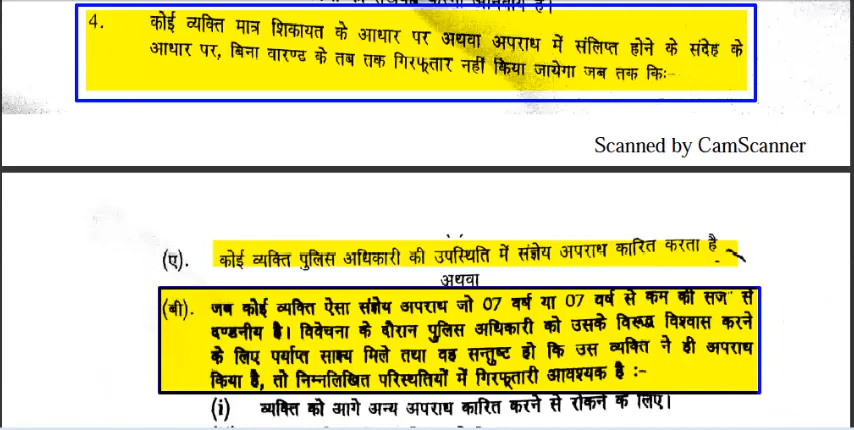 4. कोई व्यक्ति मात्र शिकायत के आधार पर अथवा अपराध में संलिप्त होने के संदेह के
आधार पर, बिना वारण्ट के तब तक गिरफ्तार नहीं किया जायेगा जब तक कि:-
Scanned by CamScanner
(ए). कोई व्यक्ति पुलिस अधिकारी की उपस्थिति में संज्ञेय अपराध कारित करता है
अथवा
(बी). जब कोई व्यक्ति ऐसा संज्ञेय अपराध जो 07 वर्ष या 07 वर्ष से कम की सज से
दण्डनीय है। विवेचना के दौरान पुलिस अधिकारी को उसके विरूद्ध विश्वास करने
के लिए पर्याप्त साक्ष्य मिले तथा वह सन्तुष्ट हो कि उस व्यक्ति ने ही अपराध
किया है, तो निम्नलिखित परिस्थतियों में गिरफ्तारी आवश्यक है :-
(i) व्यक्ति को आगे अन्य अपराध कारित करने से रोकने के लिए।